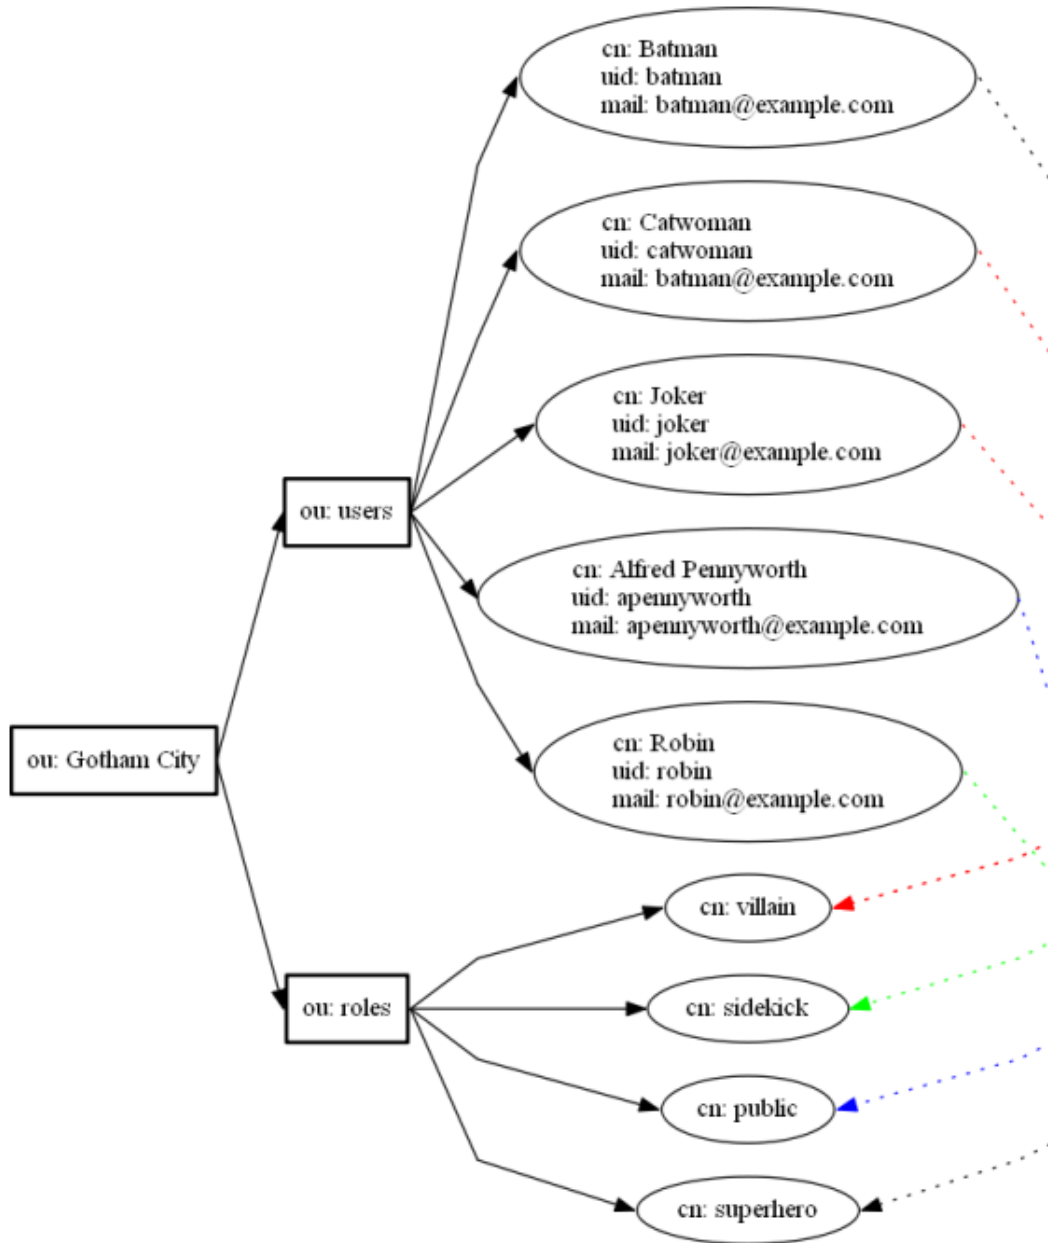 cn: Batman
uid: batman
mail: batman@example.com
cn: Catwoman
uid: catwoman
mail: batman@example.com
cn: Joker
uid: joker
mail: joker@example.com
ou: users
cn: Alfred Pennyworth
uid: apennyworth
mail: apennyworth@example.com
cn: Robin
uid: robin
mail: robin@example.com
ou: Gotham City
cn: villain
ou: roles
cn: sidekick
cn: public
cn: superhero